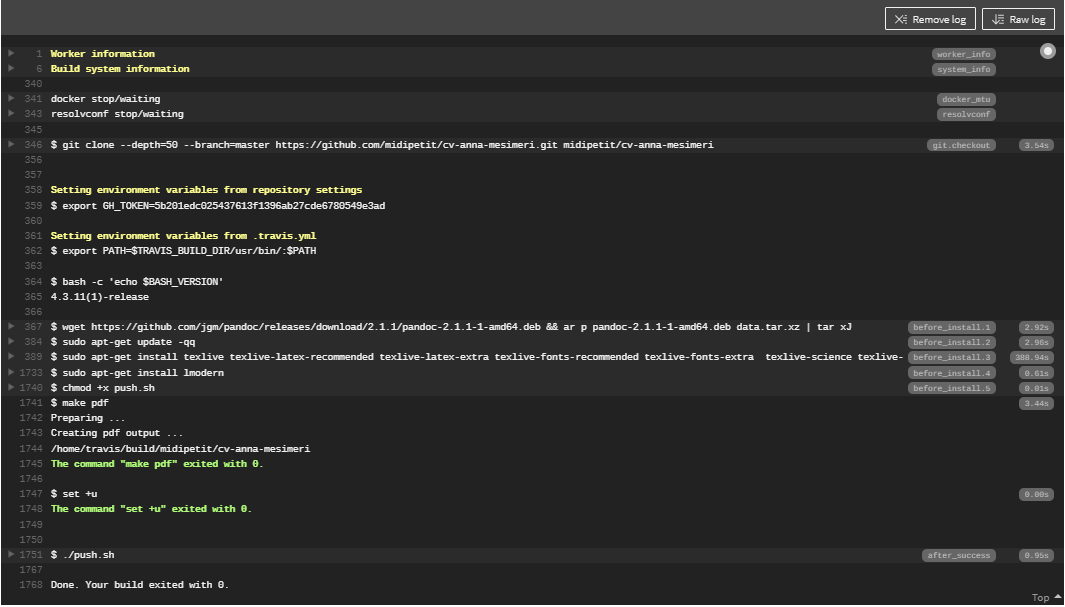 Remove log Raw log
1 Worker information worker_info
6 Build system information system_info
340
341 docker stop/waiting docker_mtu
343 resolvconf stop/waiting resolvconf
345
346 $ git clone --depth=50 --branch=master https://github.com/midipetit/cv-anna-mesimeri.git midipetit/cv-anna-mesimeri git.checkout 3.54s
356
357
358 Setting environment variables from repository settings
359 $ export GH_TOKEN=5b201edc025437613f1396ab27cde6780549e3ad
360
361 Setting environment variables from .travis.yml
362 $ export PATH=$TRAVIS_BUILD_DIR/usr/bin/:$PATH
363
364 $ bash -c 'echo $BASH_VERSION'
365 4.3.11(1)-release
366
367 $ wget https://github.com/jgm/pandoc/releases/download/2.1.1/pandoc-2.1.1-1-amd64.deb && ar p pandoc-2.1.1-1-amd64.deb data.tar.xz | tar xJ before_install.1 2.92s
384 $ sudo apt-get update -qq before_install.2 2.96s
389 $ sudo apt-get install texlive texlive-latex-recommended texlive-latex-extra texlive-fonts-recommended texlive-fonts-extra  texlive-science texlive- before_install.3 388.94s
1733 $ sudo apt-get install lmodern before_install.4 0.61s
1740 $ chmod +x push.sh before_install.5 0.01s
1741 $ make pdf 3.44s
1742 Preparing ...
1743 Creating pdf output ...
1744 /home/travis/build/midipetit/cv-anna-mesimeri
1745 The command "make pdf" exited with 0.
1746
1747 $ set +u 0.00s
1748 The command "set +u" exited with 0.
1749
1750
1751 $ ./push.sh after_success 0.95s
1767
1768 Done. Your build exited with 0.
Top